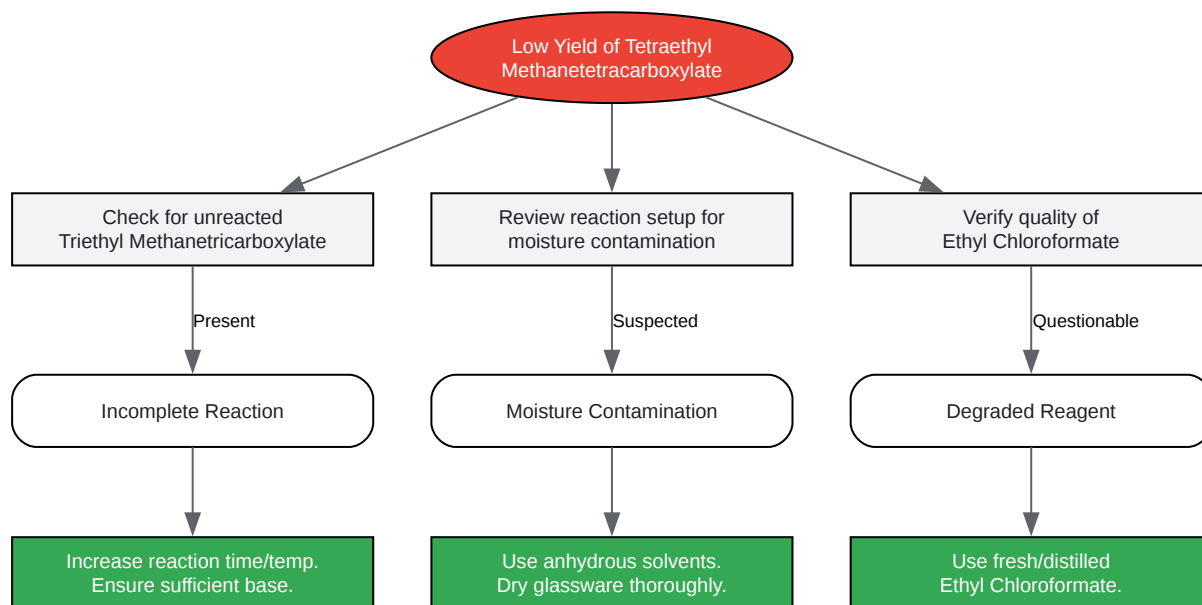 Low Yield of Tetraethyl
Methanetetracarboxylate
Check for unreacted
Triethyl Methanetricarboxylate
Review reaction setup for
moisture contamination
Verify quality of
Ethyl Chloroformate
Present
Suspected
Questionable
Incomplete Reaction
Moisture Contamination
Degraded Reagent
Increase reaction time/temp.
Ensure sufficient base.
Use anhydrous solvents.
Dry glassware thoroughly.
Use fresh/distilled
Ethyl Chloroformate.